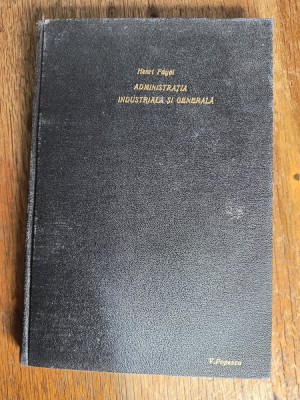 Henri Fayol
ADMINISTRAȚIA
INDUSTRIALĂ ȘI GENERALĂ
V. Popescu